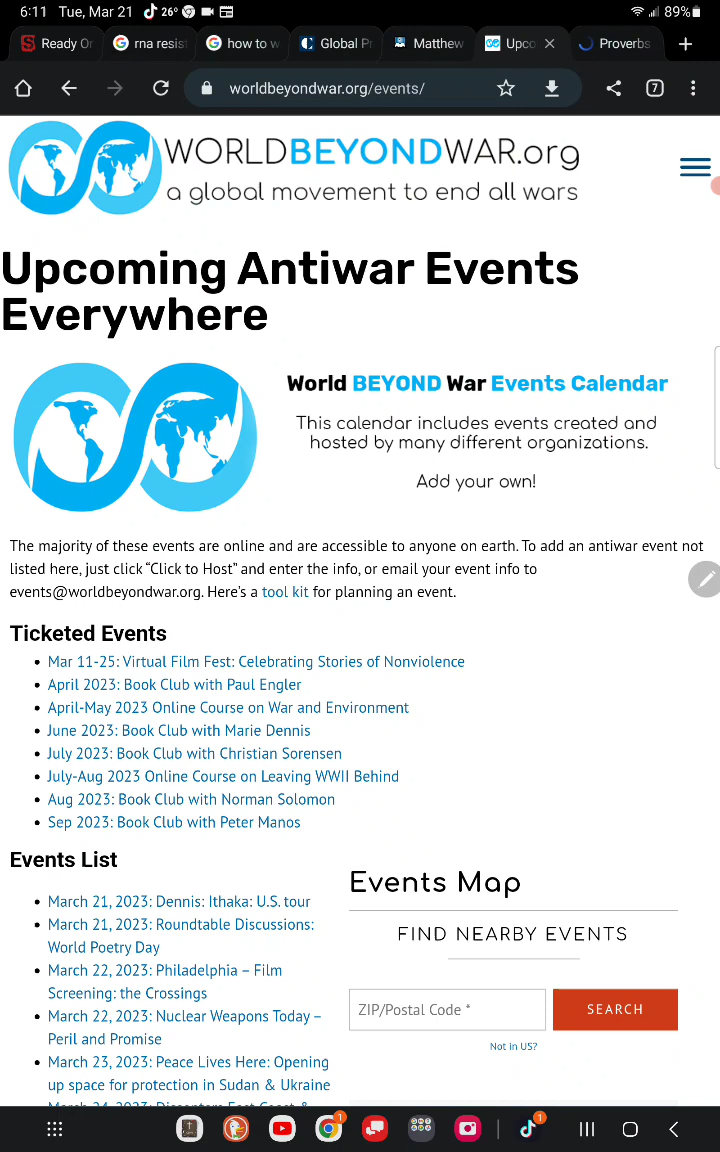 6:11 Tue, Mar 21 26° 89%
Ready Or
rna resist
how to w
Global Pr
Matthew
Upco
Proverbs
worldbeyondwar.org/events/
7
WORLDBEYONDWAR.org
a global movement to end all wars
Upcoming Antiwar Events
Everywhere
World BEYOND War Events Calendar
This calendar includes events created and
hosted by many different organizations.
Add your own!
The majority of these events are online and are accessible to anyone on earth. To add an antiwar event not
listed here, just click “Click to Host” and enter the info, or email your event info to
events@worldbeyondwar.org. Here’s a tool kit for planning an event.
Ticketed Events
• Mar 11-25: Virtual Film Fest: Celebrating Stories of Nonviolence
• April 2023: Book Club with Paul Engler
• April-May 2023 Online Course on War and Environment
• June 2023: Book Club with Marie Dennis
• July 2023: Book Club with Christian Sorensen
• July-Aug 2023 Online Course on Leaving WWII Behind
• Aug 2023: Book Club with Norman Solomon
• Sep 2023: Book Club with Peter Manos
Events List
• March 21, 2023: Dennis: Ithaka: U.S. tour
• March 21, 2023: Roundtable Discussions:
World Poetry Day
• March 22, 2023: Philadelphia – Film
Screening: the Crossings
• March 22, 2023: Nuclear Weapons Today –
Peril and Promise
• March 23, 2023: Peace Lives Here: Opening
up space for protection in Sudan & Ukraine
Events Map
FIND NEARBY EVENTS
ZIP/Postal Code *
SEARCH
Not in US?
1
1